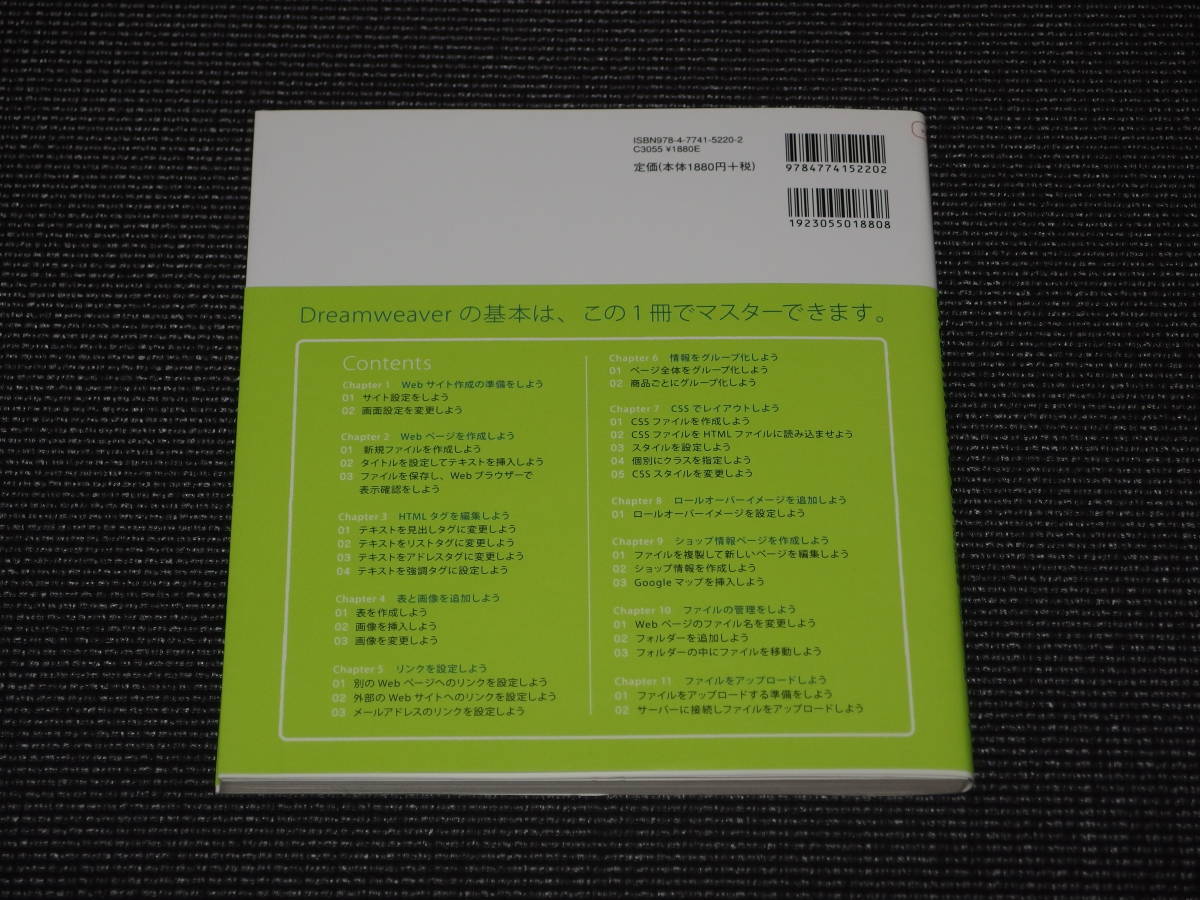 ISBN978-4-7741-5220-2
C3055 ¥1880E
定価(本体1880円+税)
9784774152202
1923055018808
Dreamweaver の基本は、この1冊でマスターできます。
Contents
Chapter 1 Web サイト作成の準備をしよう
01 サイト設定をしよう
02 画面設定を変更しよう
Chapter 2 Web ページを作成しよう
01 新規ファイルを作成しよう
02 タイトルを設定してテキストを挿入しよう
03 ファイルを保存し、Web ブラウザーで
表示確認をしよう
Chapter 3 HTML タグを編集しよう
01 テキストを見出しタグに変更しよう
02 テキストをリストタグに変更しよう
03 テキストをアドレスタグに変更しよう
04 テキストを強調タグに設定しよう
Chapter 4 表と画像を追加しよう
01 表を作成しよう
02 画像を挿入しよう
03 画像を変更しよう
Chapter 5 リンクを設定しよう
01 別の Web ページへのリンクを設定しよう
02 外部の Web サイトへのリンクを設定しよう
03 メールアドレスのリンクを設定しよう
Chapter 6 情報をグループ化しよう
01 ページ全体をグループ化しよう
02 商品ごとにグループ化しよう
Chapter 7 CSS でレイアウトしよう
01 CSS ファイルを作成しよう
02 CSS ファイルを HTML ファイルに読み込ませよう
03 スタイルを設定しよう
04 個別にクラスを指定しよう
05 CSS スタイルを変更しよう
Chapter 8 ロールオーバーイメージを追加しよう
01 ロールオーバーイメージを設定しよう
Chapter 9 ショップ情報ページを作成しよう
01 ファイルを複製して新しいページを編集しよう
02 ショップ情報を作成しよう
03 Google マップを挿入しよう
Chapter 10 ファイルの管理をしよう
01 Web ページのファイル名を変更しよう
02 フォルダーを追加しよう
03 フォルダーの中にファイルを移動しよう
Chapter 11 ファイルをアップロードしよう
01 ファイルをアップロードする準備をしよう
02 サーバーに接続しファイルをアップロードしよう